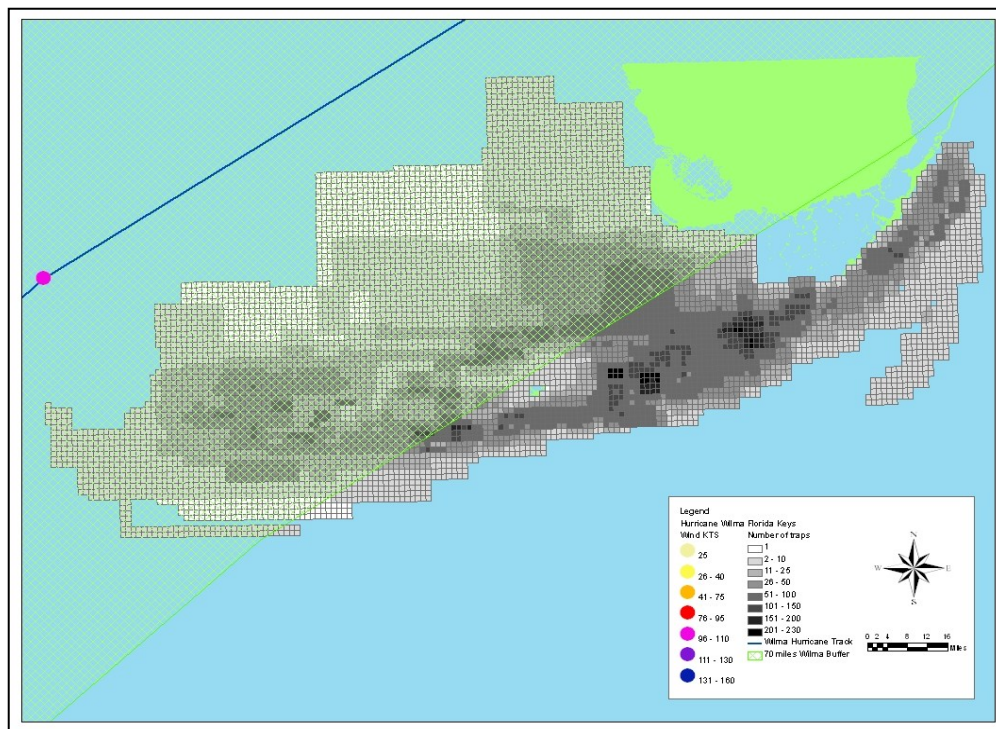 Legend
Hurricane Wilma
Wind KTS
25
26 - 40
41 - 75
76 - 95
96 - 110
111 - 130
131 - 160
Florida Keys
Number of traps
1
2 - 10
11 - 25
26 - 50
51 - 100
101 - 150
151 - 200
201 - 230
Wilma Hurricane Track
70 miles Wilma Buffer
N
W
E
S
0 2 4 8 12 16
Miles